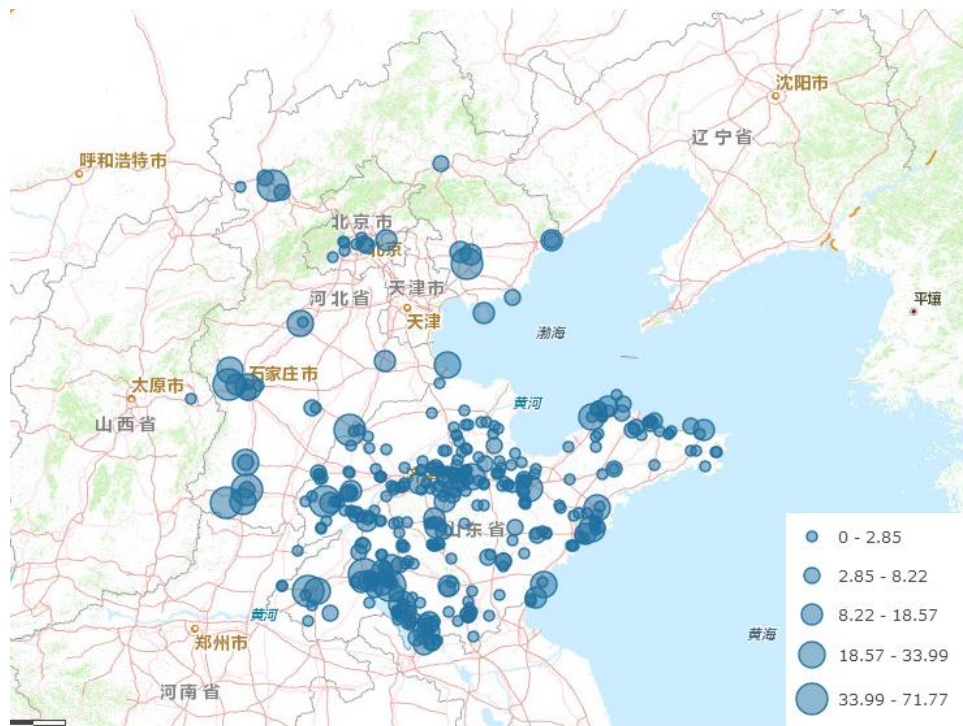 沈阳市
辽宁省
呼和浩特市
北京市
北京
天津市
河北省
天津
平壤
渤海
石家庄市
太原市
黄河
山西省
山东省
黄河
郑州市
黄海
河南省
0 - 2.85
2.85 - 8.22
8.22 - 18.57
18.57 - 33.99
33.99 - 71.77